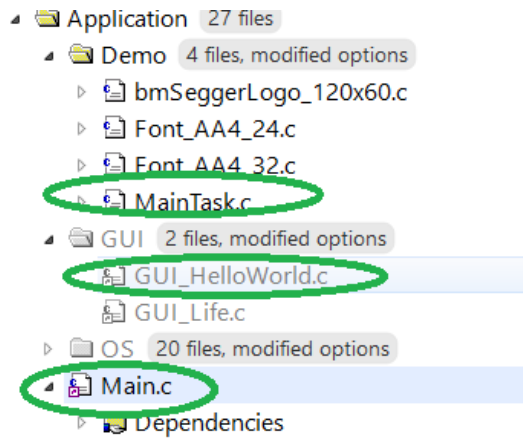 Application 27 files
Demo 4 files, modified options
bmSeggerLogo_120x60.c
Font_AA4_24.c
Font_AA4_32.c
MainTask.c
GUI 2 files, modified options
GUI_HelloWorld.c
GUI_Life.c
OS 20 files, modified options
Main.c
Dependencies